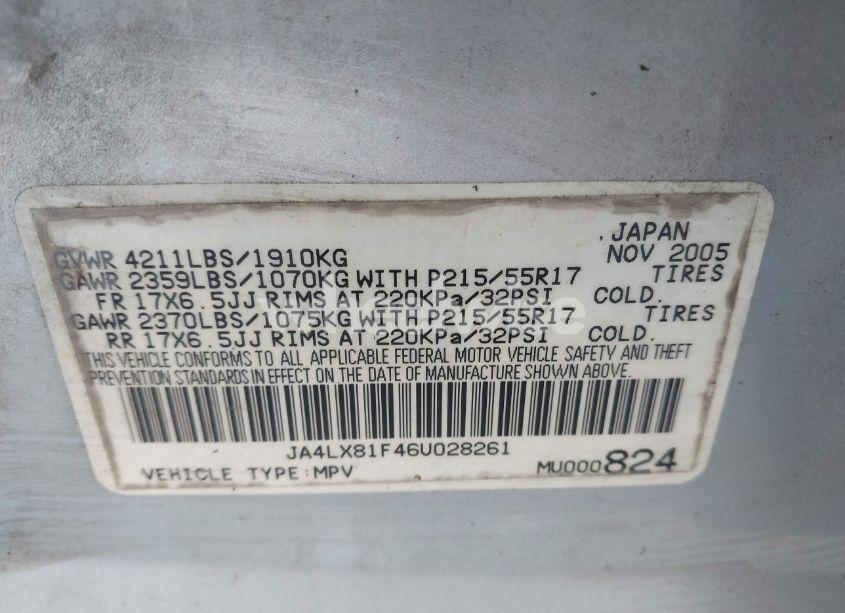 , JAPAN
GVWR 4211LBS/1910KG NOV 2005
GAWR 2359LBS/1070KG WITH P215/55R17 TIRES
FR 17X6.5JJ RIMS AT 220KPa/32PSI COLD.
GAWR 2370LBS/1075KG WITH P215/55R17 TIRES
RR 17X6.5JJ RIMS AT 220KPa/32PSI COLD.
THIS VEHICLE CONFORMS TO ALL APPLICABLE FEDERAL MOTOR VEHICLE SAFETY AND THEFT
PREVENTION STANDARDS IN EFFECT ON THE DATE OF MANUFACTURE SHOWN ABOVE.
JA4LX81F46U028261
VEHICLE TYPE:MPV MU000824